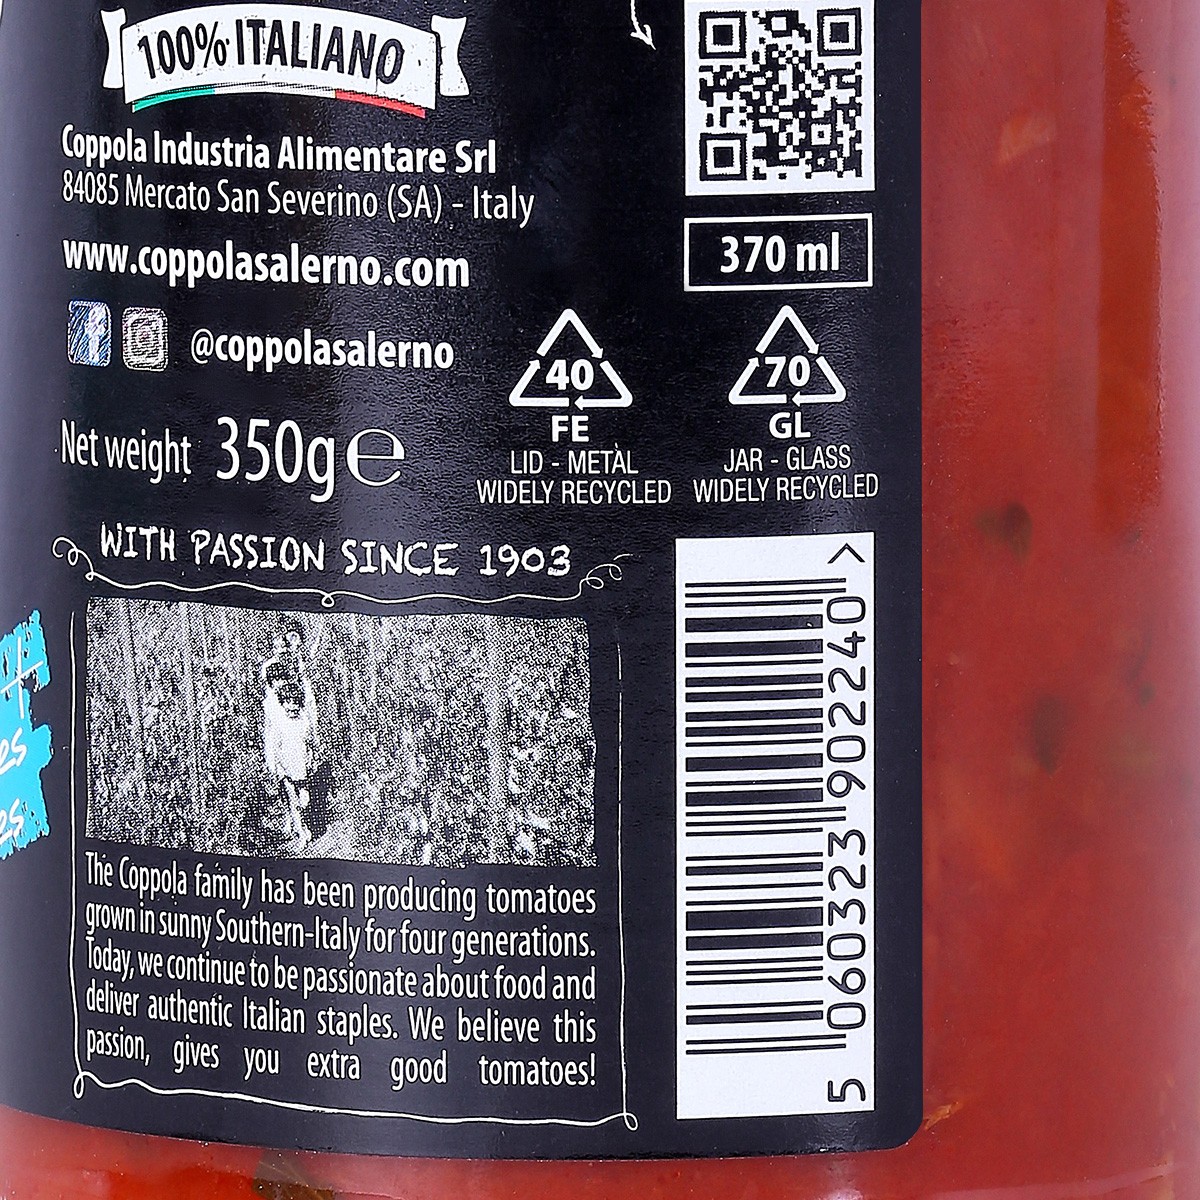 100% ITALIANO
Coppola Industria Alimentare Srl
84085 Mercato San Severino (SA) - Italy
www.coppolasalerno.com
@coppolasalerno
Net weight 350g ℮
370 ml
40
FE
LID - METAL
WIDELY RECYCLED
70
GL
JAR - GLASS
WIDELY RECYCLED
WITH PASSION SINCE 1903
The Coppola family has been producing tomatoes
grown in sunny Southern-Italy for four generations.
Today, we continue to be passionate about food and
deliver authentic Italian staples. We believe this
passion, gives you extra good tomatoes!
5 060323 902240 >